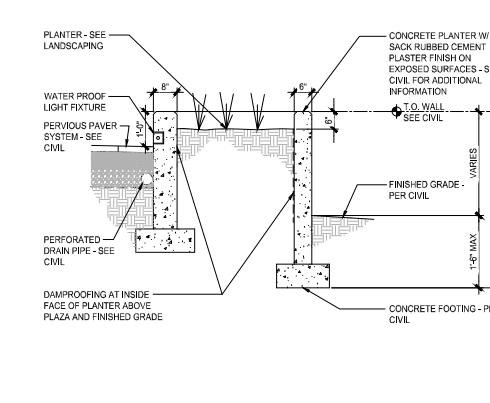 PLANTER - SEE
LANDSCAPING
8"
6"
CONCRETE PLANTER W/
SACK RUBBED CEMENT
PLASTER FINISH ON
EXPOSED SURFACES - S
CIVIL FOR ADDITIONAL
INFORMATION
WATER PROOF
LIGHT FIXTURE
T.O. WALL
SEE CIVIL
6"
PERVIOUS PAVER
SYSTEM - SEE
CIVIL
1'-0"
VARIES
FINISHED GRADE -
PER CIVIL
PERFORATED
DRAIN PIPE - SEE
CIVIL
1'-6" MAX
DAMPROOFING AT INSIDE
FACE OF PLANTER ABOVE
PLAZA AND FINISHED GRADE
CONCRETE FOOTING - P
CIVIL